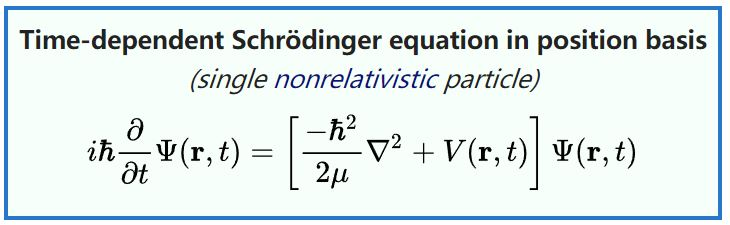 Time-dependent Schrödinger equation in position basis
(single nonrelativistic particle)
iħ ∂/∂t Ψ(r, t) = [−ħ²/2μ ∇² + V(r, t)] Ψ(r, t)